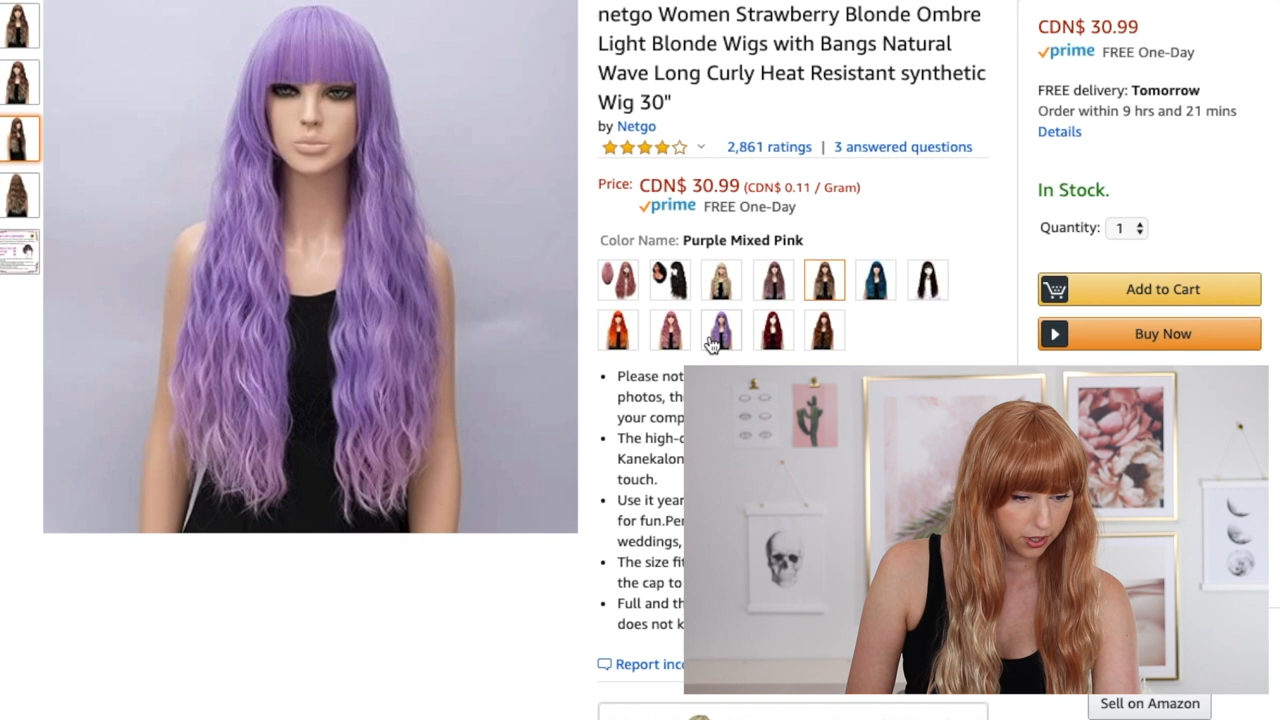 netgo Women Strawberry Blonde Ombre
Light Blonde Wigs with Bangs Natural
Wave Long Curly Heat Resistant synthetic
Wig 30"
by Netgo
2,861 ratings | 3 answered questions
Price: CDN$ 30.99 (CDN$ 0.11 / Gram)
prime FREE One-Day
Color Name: Purple Mixed Pink
Please not
photos, th
your comp
The high-
Kanekalon
touch.
Use it year
for fun.Per
weddings,
The size fit
the cap to
Full and th
does not k
Report inc
CDN$ 30.99
prime FREE One-Day
FREE delivery: Tomorrow
Order within 9 hrs and 21 mins
Details
In Stock.
Quantity: 1
Add to Cart
Buy Now
Sell on Amazon